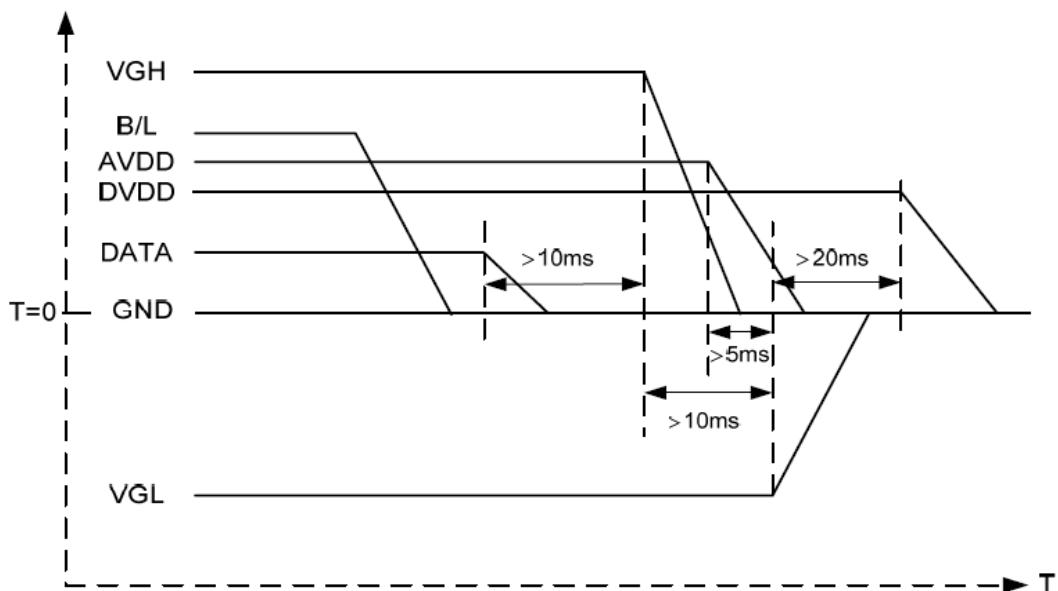 VGH
B/L
AVDD
DVDD
DATA
>10ms
>20ms
T=0
GND
>5ms
>10ms
VGL
T